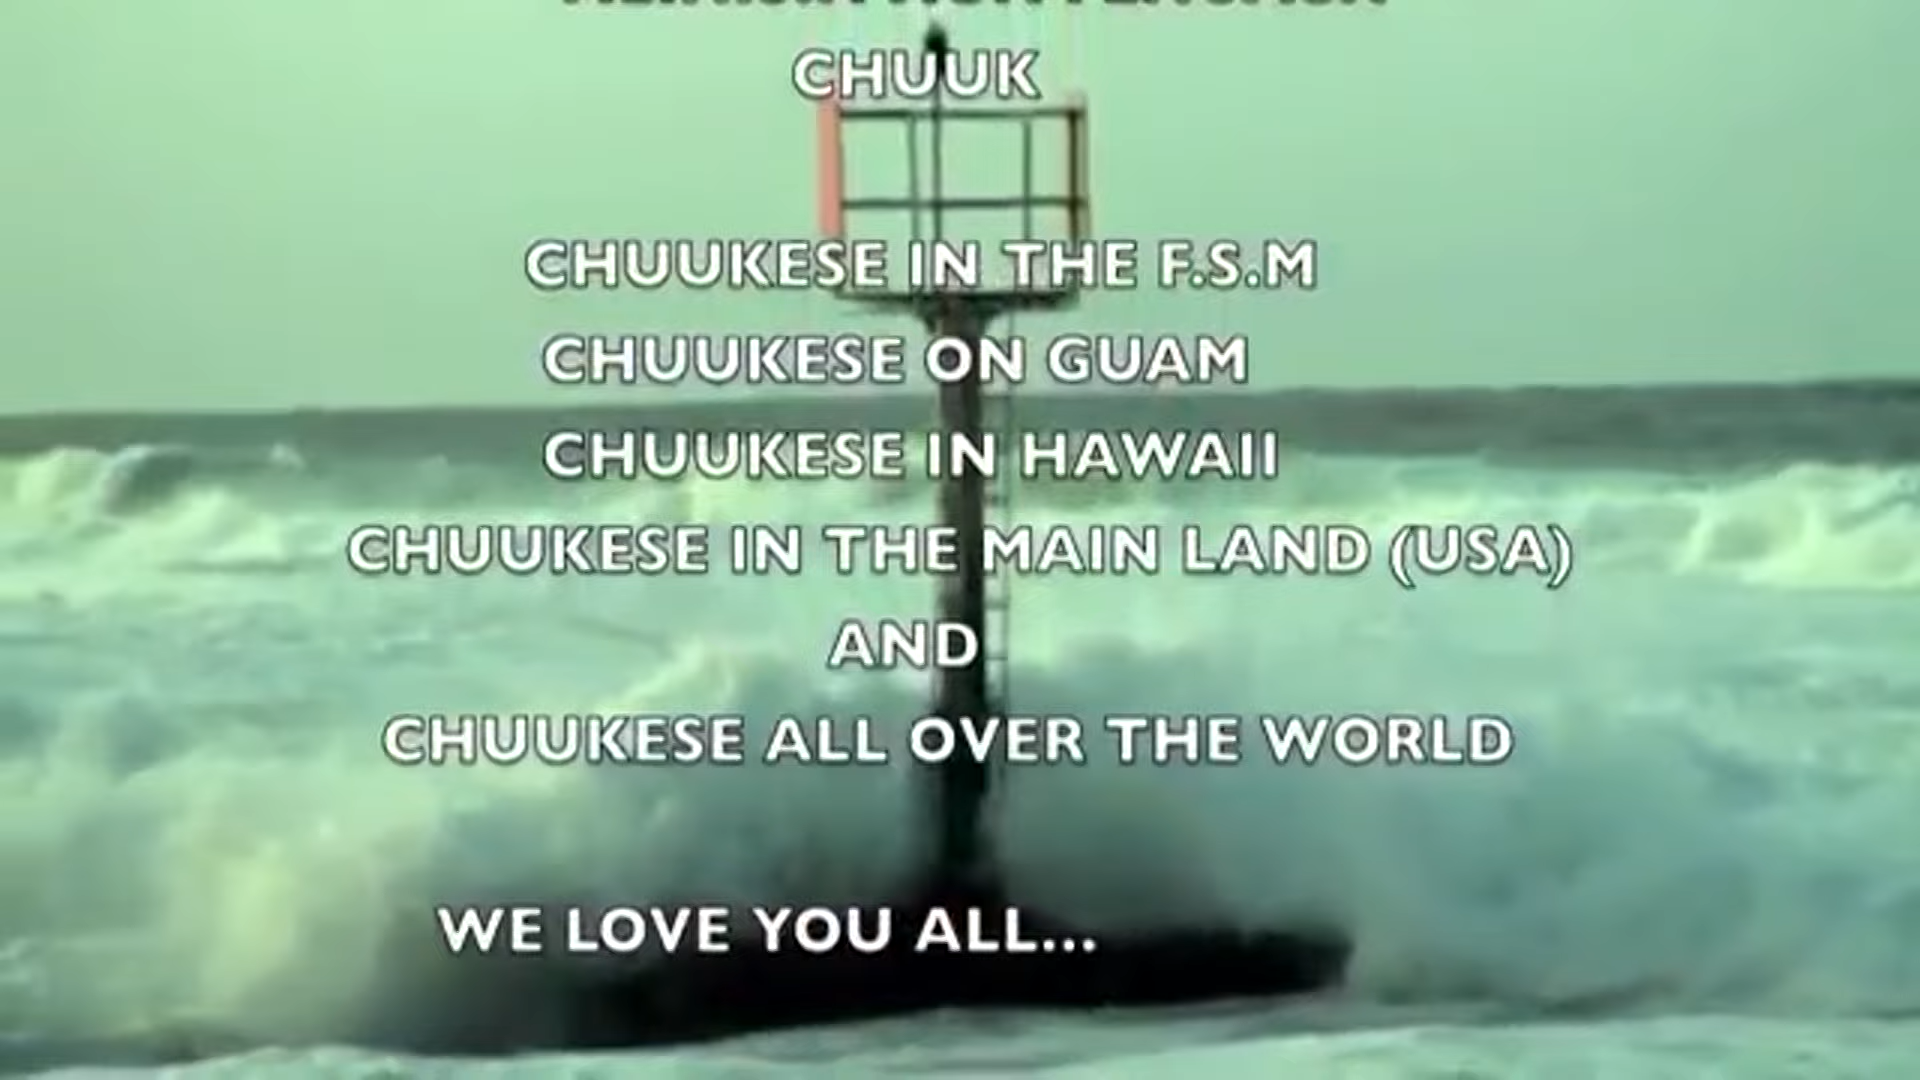 CHUUK
CHUUKESE IN THE F.S.M
CHUUKESE ON GUAM
CHUUKESE IN HAWAII
CHUUKESE IN THE MAIN LAND (USA)
AND
CHUUKESE ALL OVER THE WORLD
WE LOVE YOU ALL...